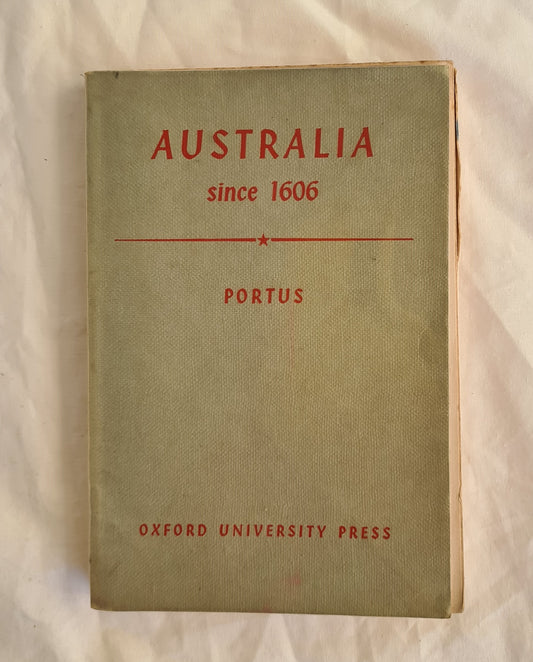 AUSTRALIA
since 1606
PORTUS
OXFORD UNIVERSITY PRESS